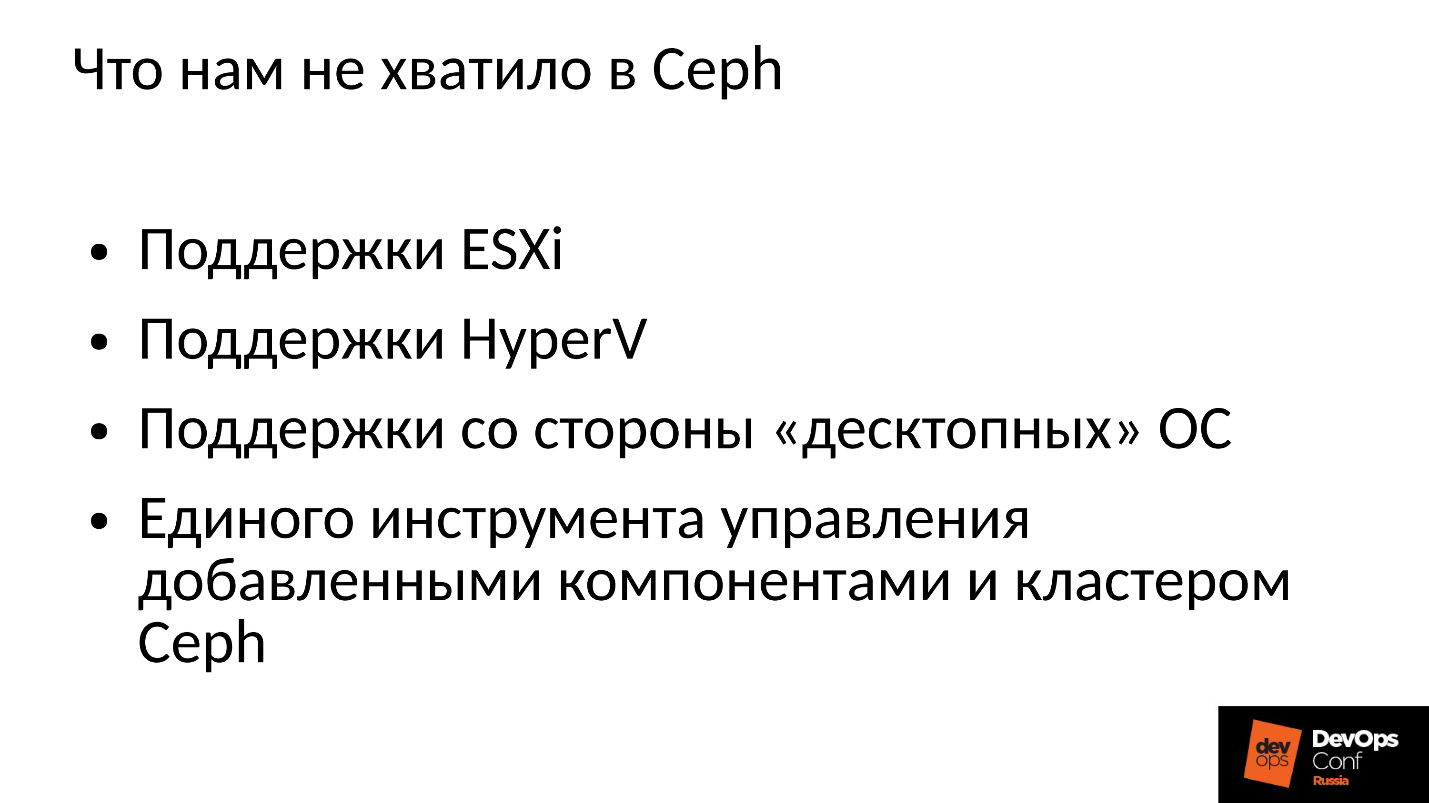 Что нам не хватило в Ceph
• Поддержки ESXi
• Поддержки HyperV
• Поддержки со стороны «десктопных» ОС
• Единого инструмента управления
добавленными компонентами и кластером
Ceph
dev
ops
DevOps
Conf
Russia